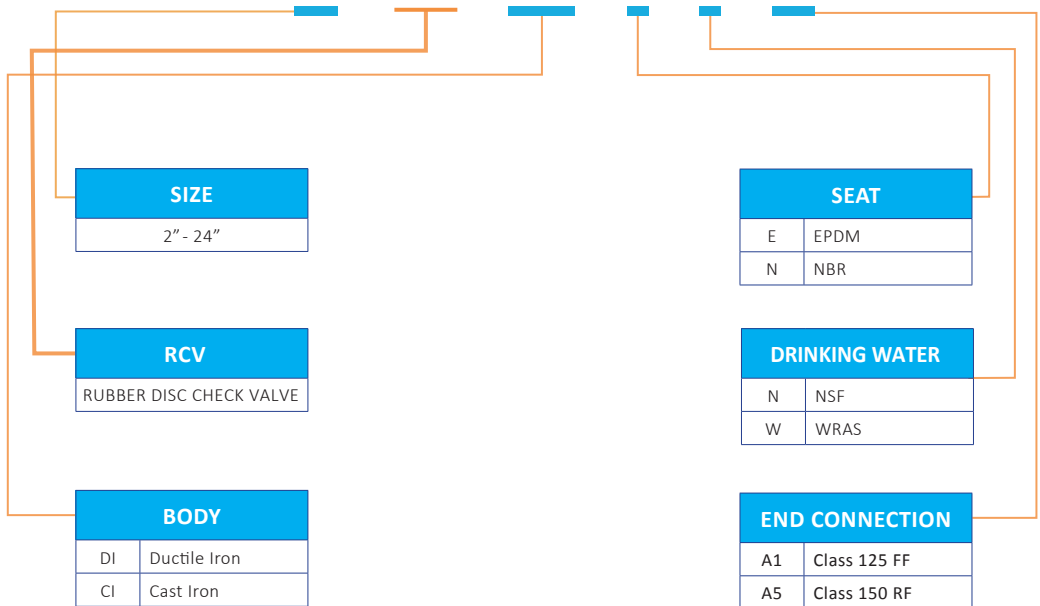 SIZE
2” - 24”
RCV
RUBBER DISC CHECK VALVE
BODY
DI Ductile Iron
CI Cast Iron
SEAT
E EPDM
N NBR
DRINKING WATER
N NSF
W WRAS
END CONNECTION
A1 Class 125 FF
A5 Class 150 RF